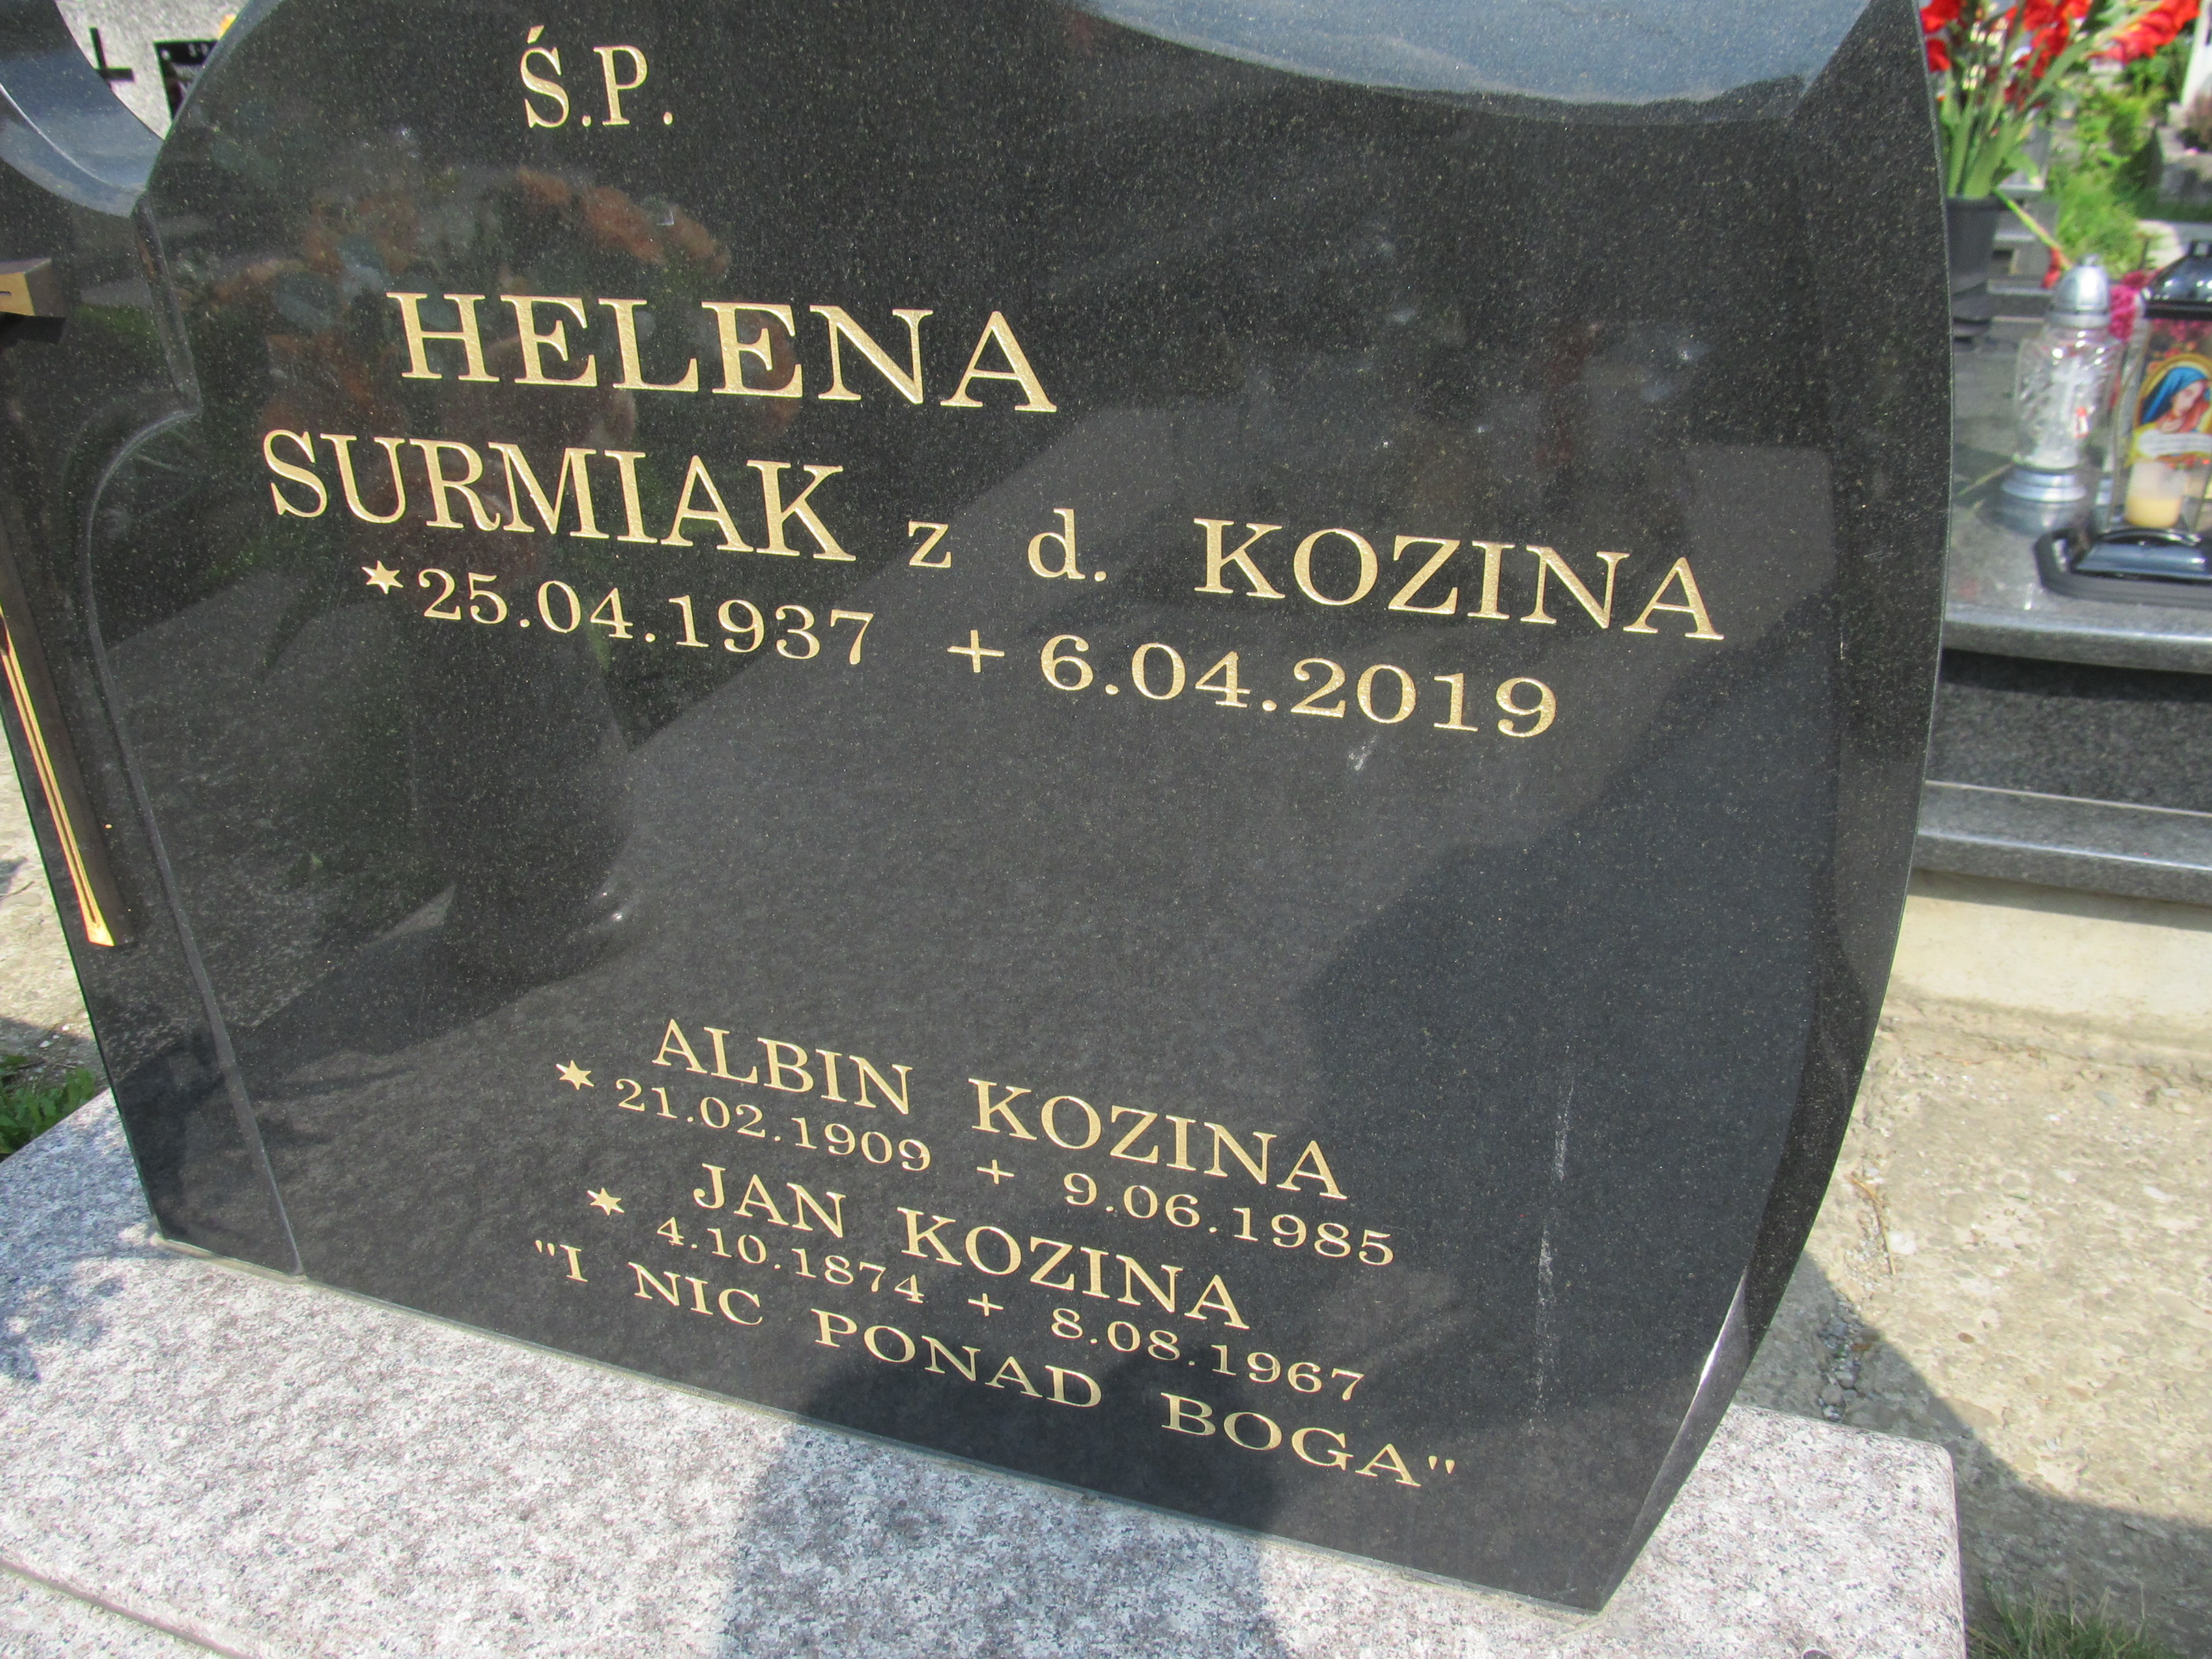 Ś.P.
HELENA
SURMIAK z d. KOZINA
*25.04.1937 +6.04.2019
ALBIN KOZINA
* 21.02.1909 + 9.06.1985
JAN KOZINA
* 4.10.1874 + 8.08.1967
"I NIC PONAD BOGA"